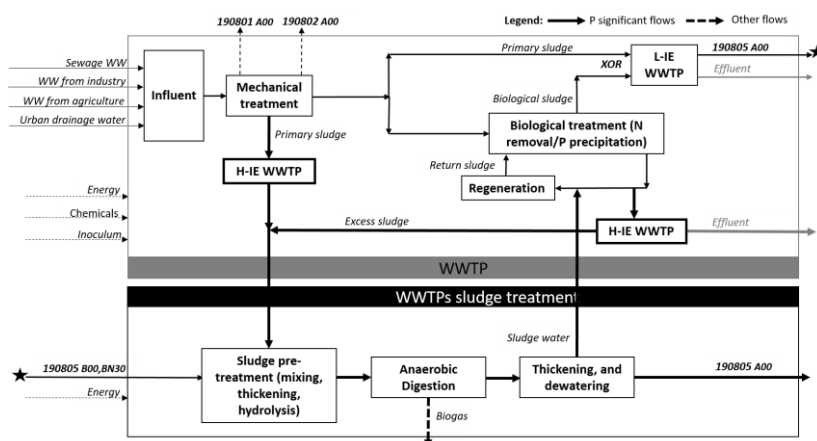 190801 A00
190802 A00
Legend:
P significant flows
Other flows
Sewage WW
WW from industry
WW from agriculture
Urban drainage water
Influent
Mechanical
treatment
Primary sludge
XOR
L-IE
WWTP
190805 A00
Effluent
Biological sludge
Primary sludge
Biological treatment (N
removal/P precipitation)
H-IE WWTP
Return sludge
Regeneration
Energy
Chemicals
Inoculum
Excess sludge
H-IE WWTP
Effluent
WWTP
WWTPs sludge treatment
Sludge water
190805 B00,BN30
Energy
Sludge pre-
treatment (mixing,
thickening,
hydrolysis)
Anaerobic
Digestion
Thickening, and
dewatering
190805 A00
Biogas